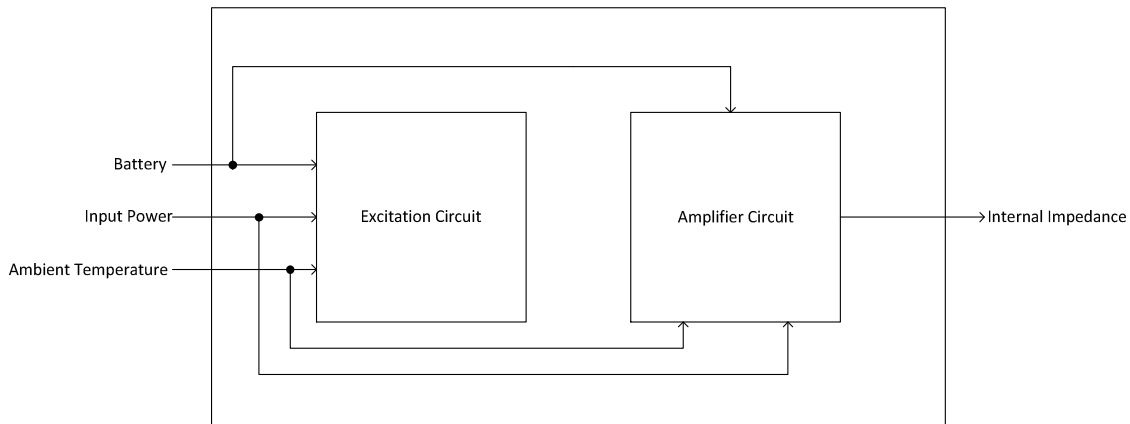 Battery
Input Power
Ambient Temperature
Excitation Circuit
Amplifier Circuit
Internal Impedance